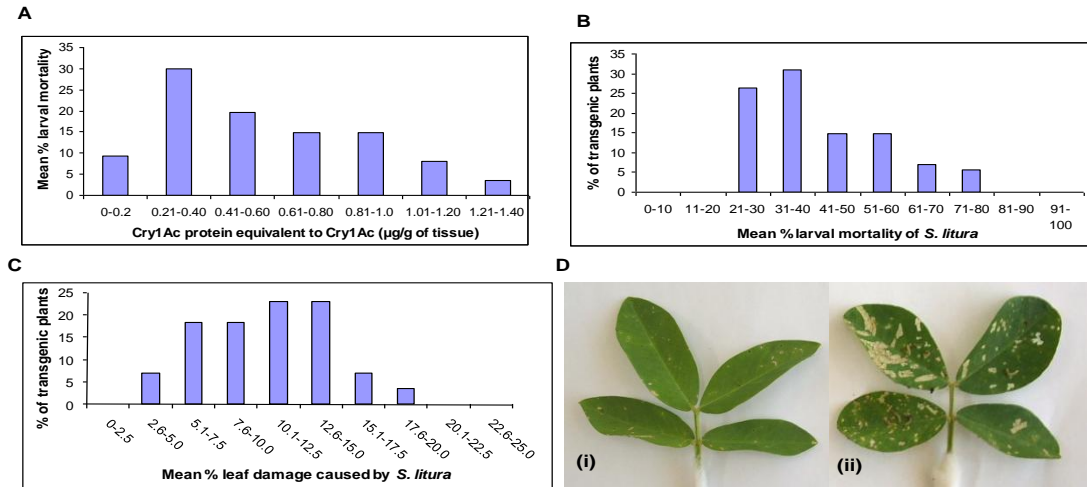 A
Mean % larval mortality
35
30
25
20
15
10
5
0
0-0.2 0.21-0.40 0.41-0.60 0.61-0.80 0.81-1.0 1.01-1.20 1.21-1.40
Cry1Ac protein equivalent to Cry1Ac (µg/g of tissue)
B
% of transgenic plants
35
30
25
20
15
10
5
0
0-10 11-20 21-30 31-40 41-50 51-60 61-70 71-80 81-90 91-
100
Mean % larval mortality of S. litura
C
% of transgenic plants
25
20
15
10
5
0
0-2.5 2.6-5.0 5.1-7.5 7.6-10.0 10.1-12.5 12.6-15.0 15.1-17.5 17.6-20.0 20.1-22.5 22.6-25.0
Mean % leaf damage caused by S. litura
D
(i)
(ii)